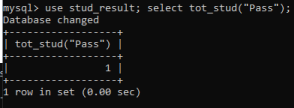 mysql> use stud_result; select tot_stud("Pass");
Database changed
+------------------+
| tot_stud("Pass") |
+------------------+
|                1 |
+------------------+
1 row in set (0.00 sec)